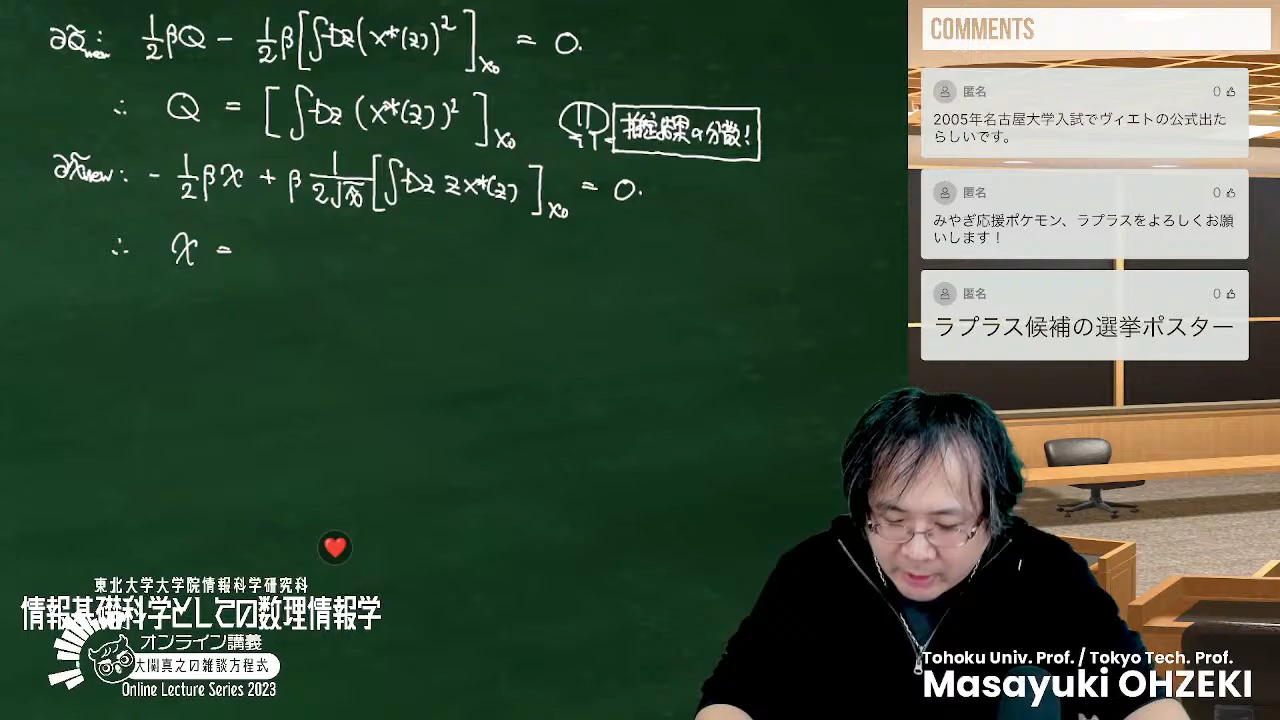 ∂Q̃new: 1/2 βQ - 1/2 β[∫Dz(x*(z))²]x₀ = 0.
∴ Q = [∫Dz (x*(z))²]x₀ 推定結果の分散!
∂χ̃new: - 1/2 βχ + β 1/(2√χ̃) [∫Dz z x*(z)]x₀ = 0.
∴ χ =
COMMENTS
匿名 0
2005年名古屋大学入試でヴィエトの公式出た
らしいです。
匿名 0
みやぎ応援ポケモン、ラプラスをよろしくお願
いします!
匿名 0
ラプラス候補の選挙ポスター
東北大学大学院情報科学研究科
情報基礎科学としての数理情報学
オンライン講義
大関真之の雑談方程式
Online Lecture Series 2023
Tohoku Univ. Prof. / Tokyo Tech. Prof.
Masayuki OHZEKI